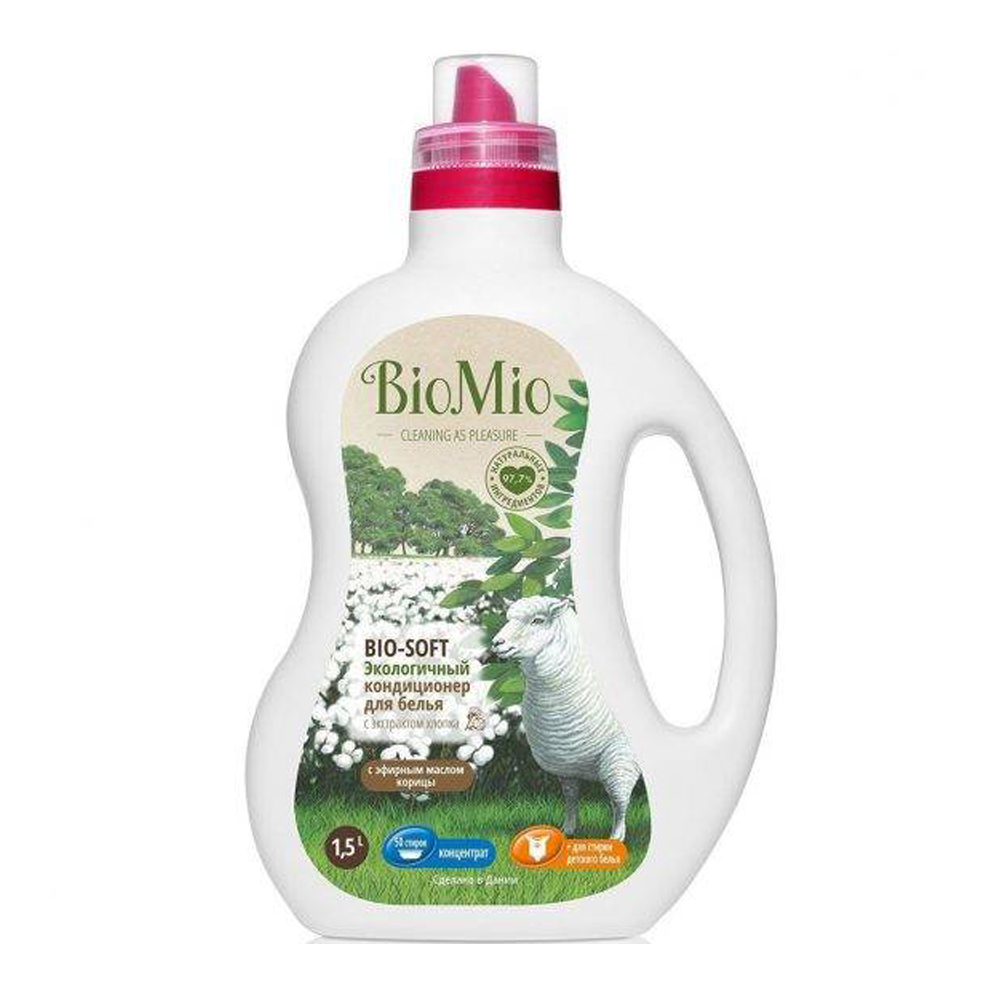 BioMio
CLEANING AS PLEASURE
НАТУРАЛЬНЫХ
97,7%
ИНГРЕДИЕНТОВ
BIO-SOFT
Экологичный
кондиционер
для белья
с экстрактом хлопка
с эфирным маслом
корицы
1,5 L
50 стирок
концентрат
+ для стирки
детского белья
Сделано в Дании